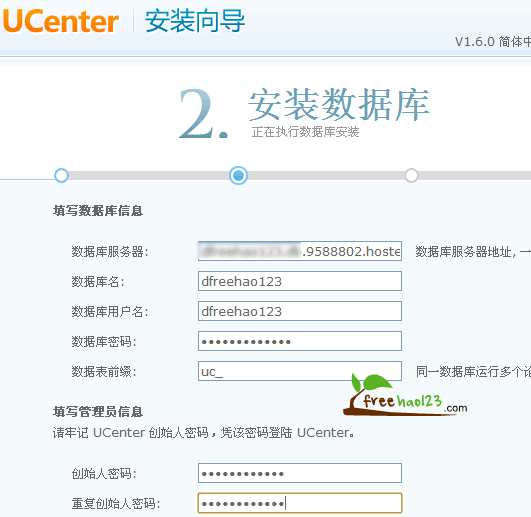 UCenter 安装向导
V1.6.0 简体中
2. 安装数据库
正在执行数据库安装
填写数据库信息
数据库服务器: .9588802.hoste 数据库服务器地址, 一
数据库名: dfreehao123
数据库用户名: dfreehao123
数据库密码: •••••••••••••
数据表前缀: uc_ 同一数据库运行多个论
freehao123.com
填写管理员信息
请牢记 UCenter 创始人密码，凭该密码登陆 UCenter。
创始人密码: ••••••••••••
重复创始人密码: ••••••••••••